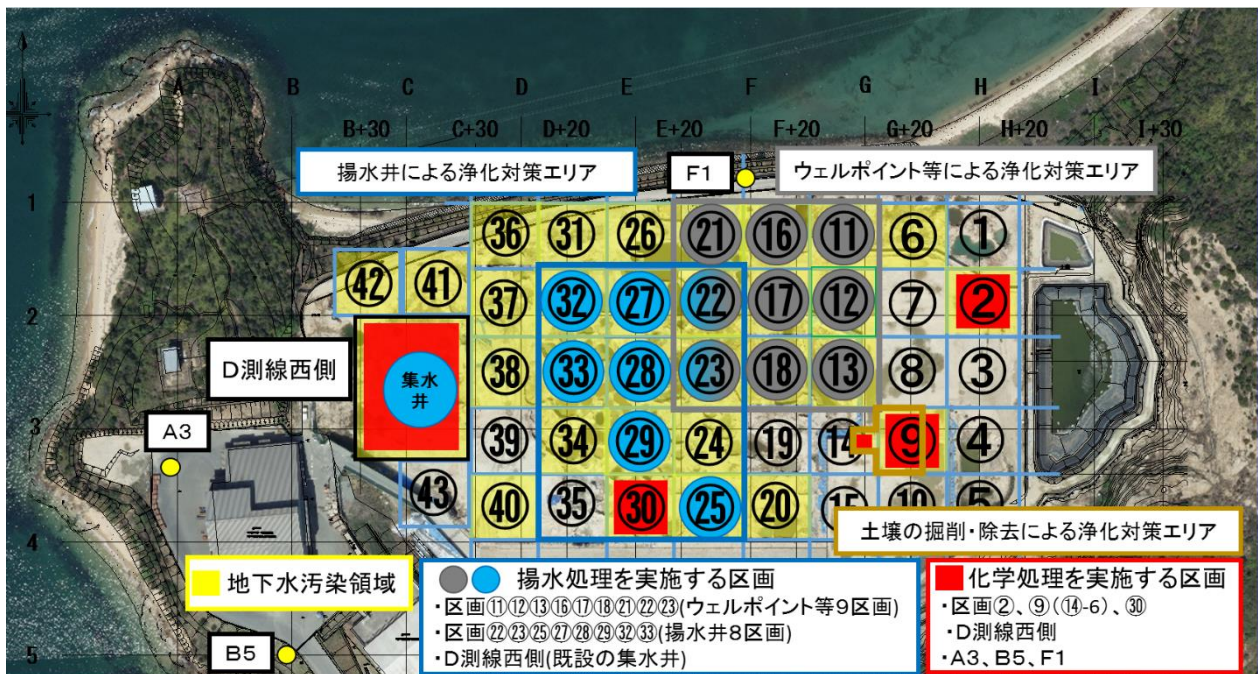 A B C D E F G H I
B+30 C+30 D+20 E+20 F+20 G+20 H+20 I+30
揚水井による浄化対策エリア
F1
ウェルポイント等による浄化対策エリア
1
㊱ ㉛ ㉖ ㉑ ⑯ ⑪ ⑥ ①
㊷ ㊶ ㊲ ㉜ ㉗ ㉒ ⑰ ⑫ ⑦ ②
2
D測線西側
集水
井
㊳ ㉝ ㉘ ㉓ ⑱ ⑬ ⑧ ③
A3
3
㊴ ㉞ ㉙ ㉔ ⑲ ⑭ ⑨ ④
㊸ ㊵ ㉟ ㉚ ㉕ ⑳ ⑮ ⑩ ⑤
土壌の掘削・除去による浄化対策エリア
4
地下水汚染領域
B5
5
揚水処理を実施する区画
・区画⑪⑫⑬⑯⑰⑱㉑㉒㉓(ウェルポイント等9区画)
・区画㉒㉓㉕㉗㉘㉙㉜㉝(揚水井8区画)
・D測線西側(既設の集水井)
化学処理を実施する区画
・区画②、⑨(⑭-6)、㉚
・D測線西側
・A3、B5、F1